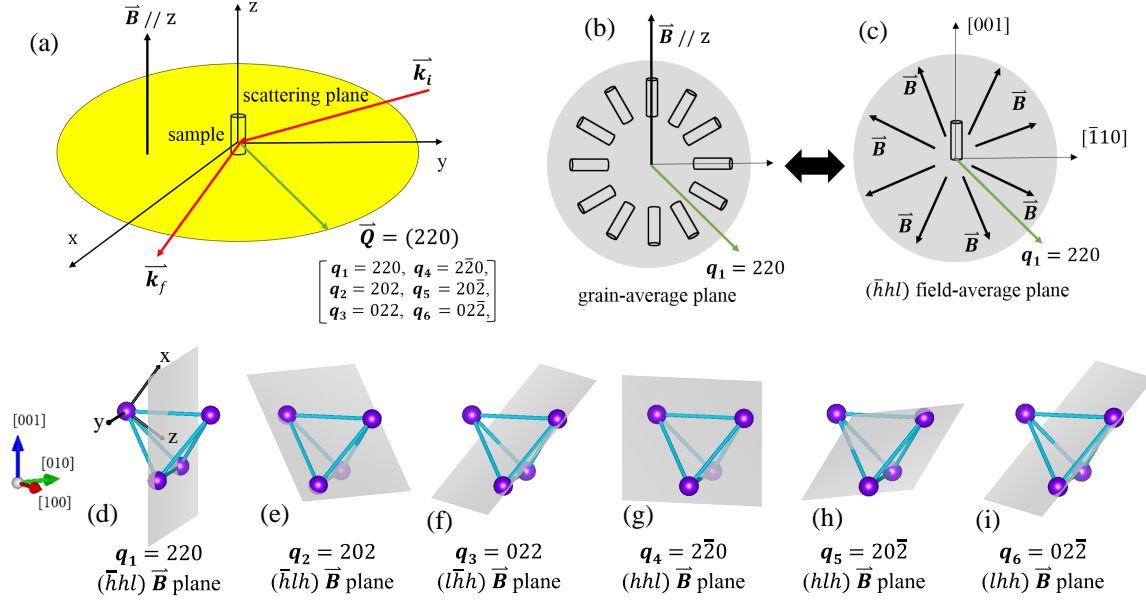 (a)
B⃗ // z
z
k⃗ᵢ
scattering plane
sample
y
x
k⃗_f
Q⃗ = (220)
q₁ = 220, q₄ = 22̄0,
q₂ = 202, q₅ = 202̄,
q₃ = 022, q₆ = 022̄,
(b)
B⃗ // z
q₁ = 220
grain-average plane
(c)
[001]
B⃗
B⃗
B⃗
B⃗
[1̄10]
B⃗
B⃗
B⃗
q₁ = 220
(h̄hl) field-average plane
x
y
z
[001]
[010]
[100]
(d)
q₁ = 220
(h̄hl) B⃗ plane
(e)
q₂ = 202
(h̄lh) B⃗ plane
(f)
q₃ = 022
(lh̄h) B⃗ plane
(g)
q₄ = 22̄0
(hhl) B⃗ plane
(h)
q₅ = 202̄
(hlh) B⃗ plane
(i)
q₆ = 022̄
(lhh) B⃗ plane